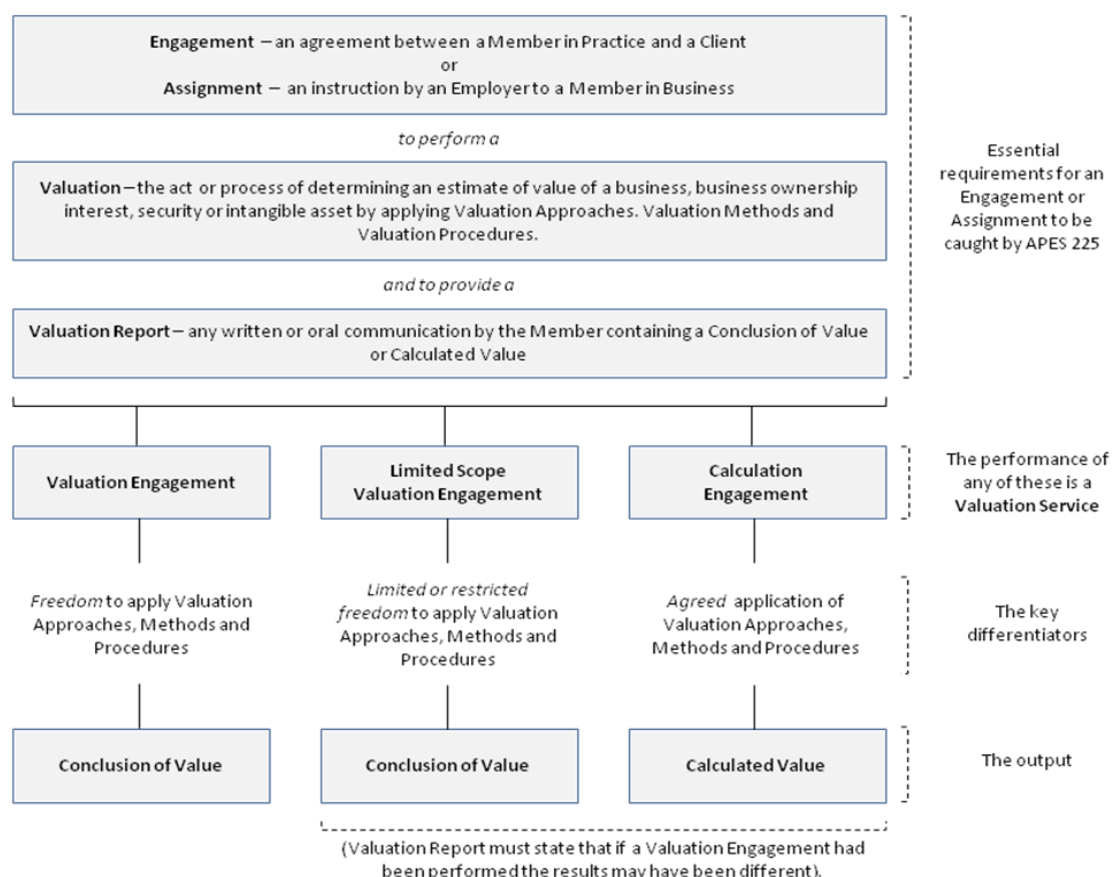 Engagement – an agreement between a Member in Practice and a Client
or
Assignment – an instruction by an Employer to a Member in Business
to perform a
Valuation – the act or process of determining an estimate of value of a business, business ownership
interest, security or intangible asset by applying Valuation Approaches. Valuation Methods and
Valuation Procedures.
and to provide a
Valuation Report – any written or oral communication by the Member containing a Conclusion of Value
or Calculated Value
Essential
requirements for an
Engagement or
Assignment to be
caught by APES 225
Valuation Engagement
Limited Scope
Valuation Engagement
Calculation
Engagement
The performance of
any of these is a
Valuation Service
Freedom to apply Valuation
Approaches, Methods and
Procedures
Limited or restricted
freedom to apply Valuation
Approaches, Methods and
Procedures
Agreed application of
Valuation Approaches,
Methods and Procedures
The key
differentiators
Conclusion of Value
Conclusion of Value
Calculated Value
The output
(Valuation Report must state that if a Valuation Engagement had
been performed the results may have been different).